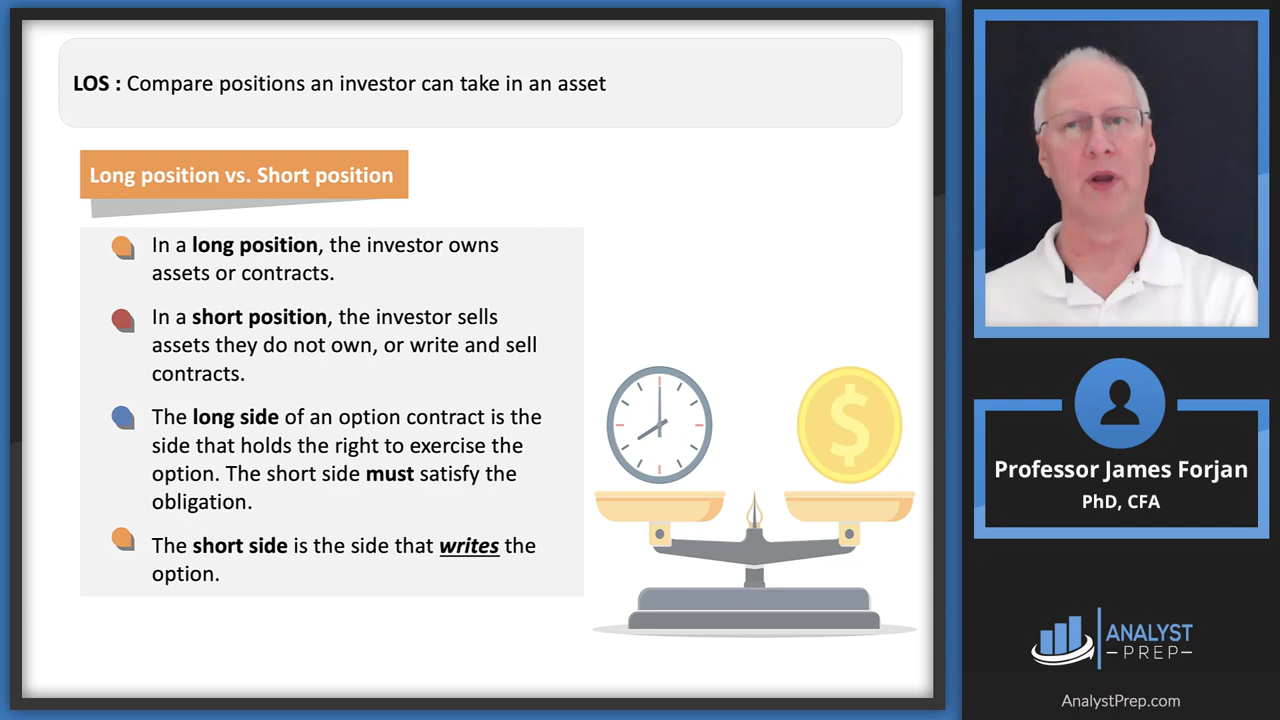 LOS : Compare positions an investor can take in an asset
Long position vs. Short position
In a long position, the investor owns
assets or contracts.
In a short position, the investor sells
assets they do not own, or write and sell
contracts.
The long side of an option contract is the
side that holds the right to exercise the
option. The short side must satisfy the
obligation.
The short side is the side that writes the
option.
$
Professor James Forjan
PhD, CFA
ANALYST
–PREP–
AnalystPrep.com